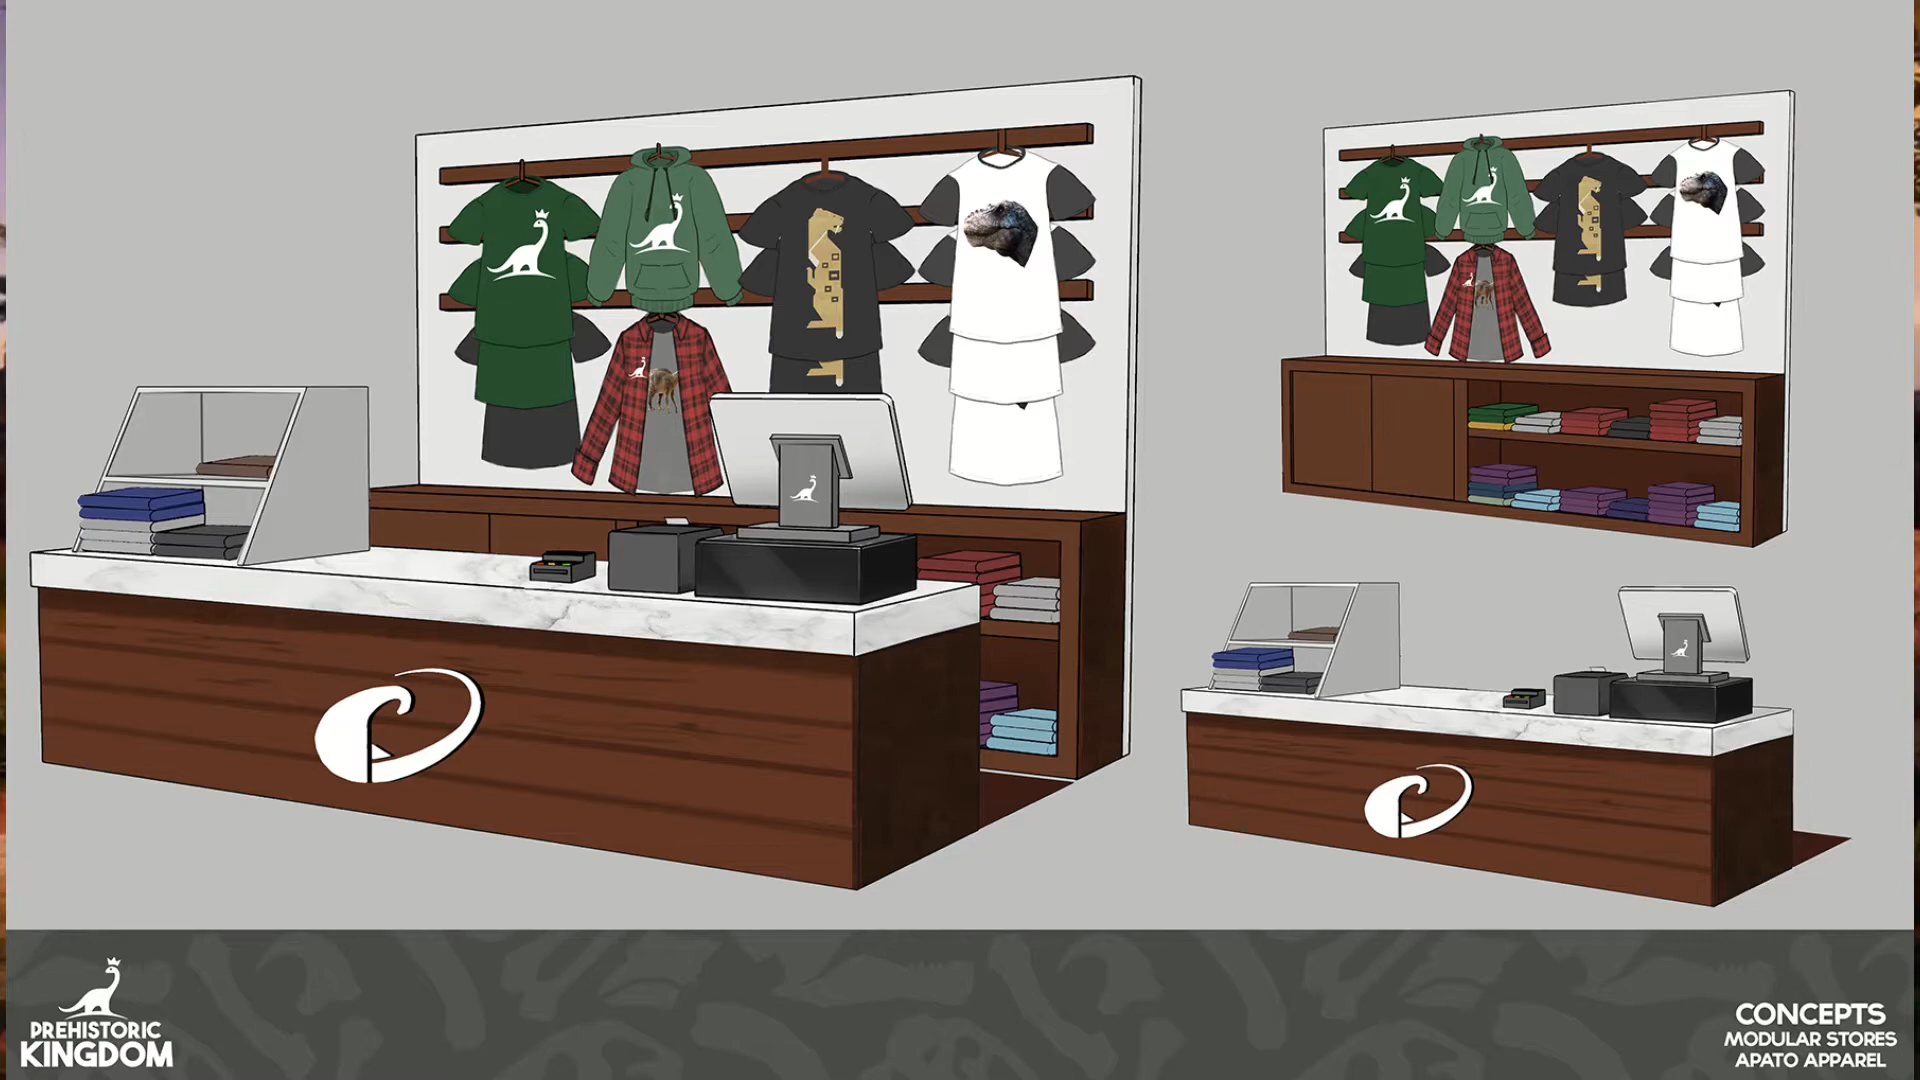 PREHISTORIC
KINGDOM
CONCEPTS
MODULAR STORES
APATO APPAREL